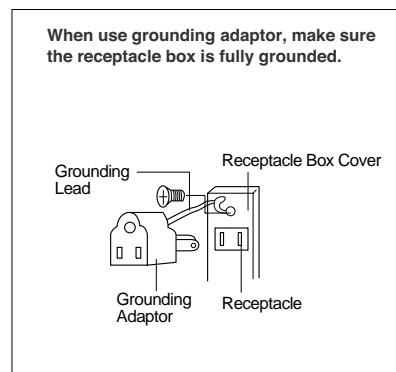 When use grounding adaptor, make sure
the receptacle box is fully grounded.
Grounding
Lead
Receptacle Box Cover
Grounding
Adaptor
Receptacle